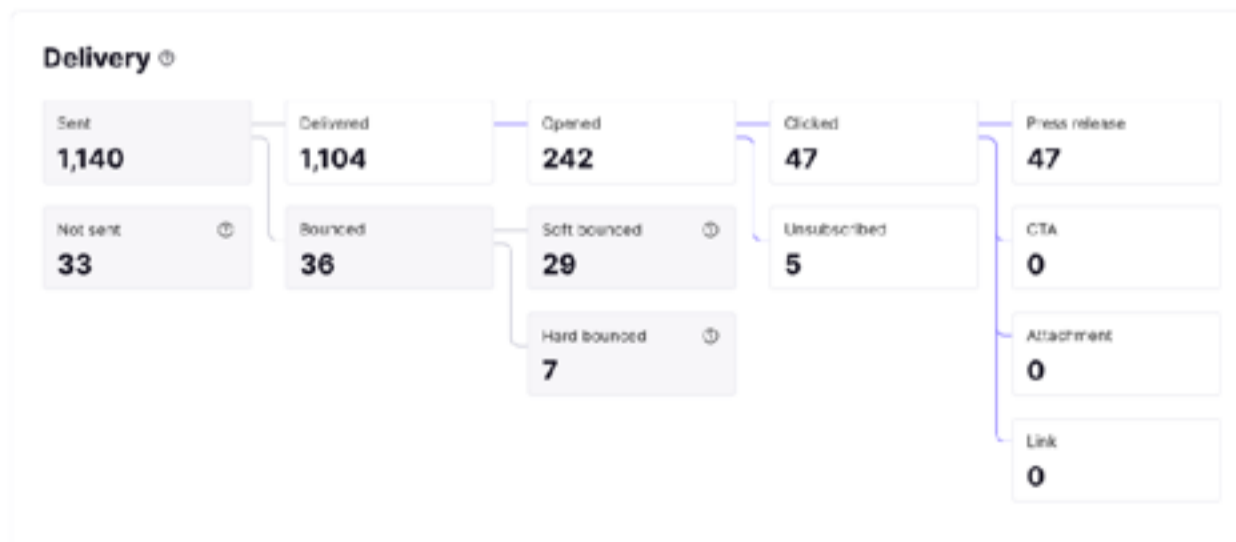 Delivery
Sent
1,140
Delivered
1,104
Opened
242
Clicked
47
Press release
47
Not sent
33
Bounced
36
Soft bounced
29
Unsubscribed
5
CTA
0
Hard bounced
7
Attachment
0
Link
0